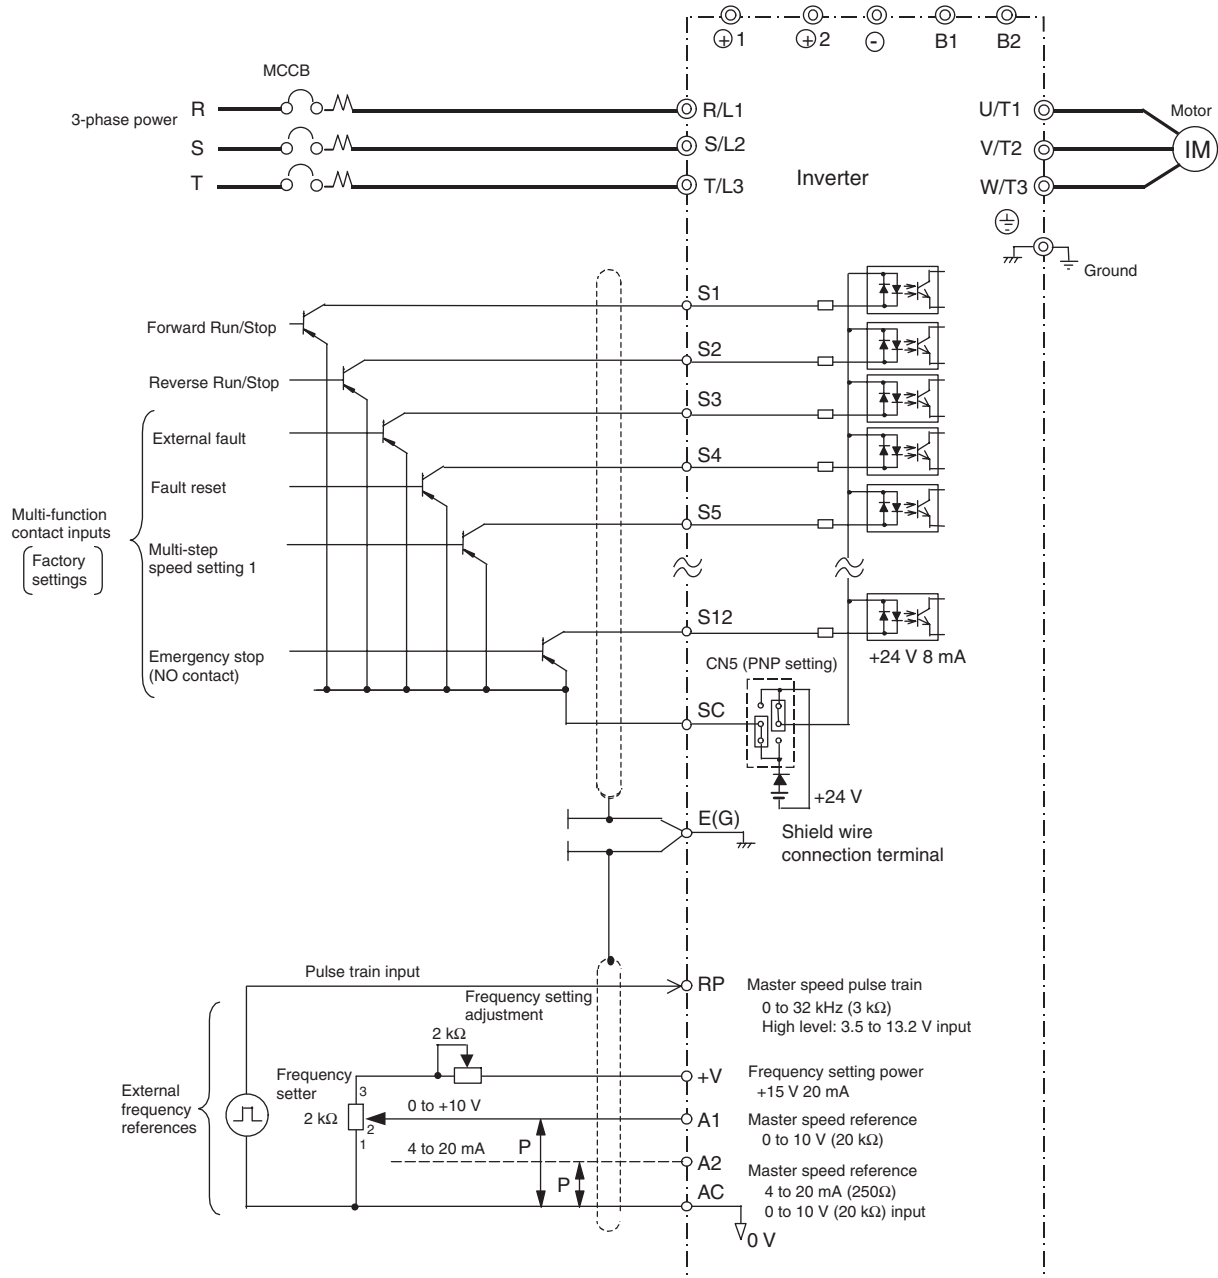 ⊕1
⊕2
⊖
B1
B2
MCCB
3-phase power
R
R/L1
U/T1
Motor
S
S/L2
V/T2
IM
T
T/L3
Inverter
W/T3
Ground
S1
Forward Run/Stop
S2
Reverse Run/Stop
S3
External fault
S4
Fault reset
S5
Multi-function
contact inputs
Factory
settings
Multi-step
speed setting 1
S12
Emergency stop
(NO contact)
+24 V 8 mA
CN5 (PNP setting)
SC
+24 V
E(G)
Shield wire
connection terminal
Pulse train input
RP
Master speed pulse train
0 to 32 kHz (3 kΩ)
High level: 3.5 to 13.2 V input
Frequency setting
adjustment
2 kΩ
External
frequency
references
Frequency
setter
+V
Frequency setting power
+15 V 20 mA
3
2 kΩ
2
1
0 to +10 V
A1
Master speed reference
0 to 10 V (20 kΩ)
4 to 20 mA
P
A2
Master speed reference
4 to 20 mA (250Ω)
0 to 10 V (20 kΩ) input
P
AC
0 V